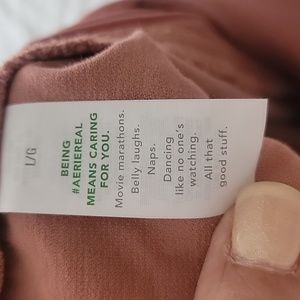 L/G
BEING
#AERIEREAL
MEANS CARING
FOR YOU.
Movie marathons.
Belly laughs.
Naps.
Dancing
like no one's
watching.
All that
good stuff.